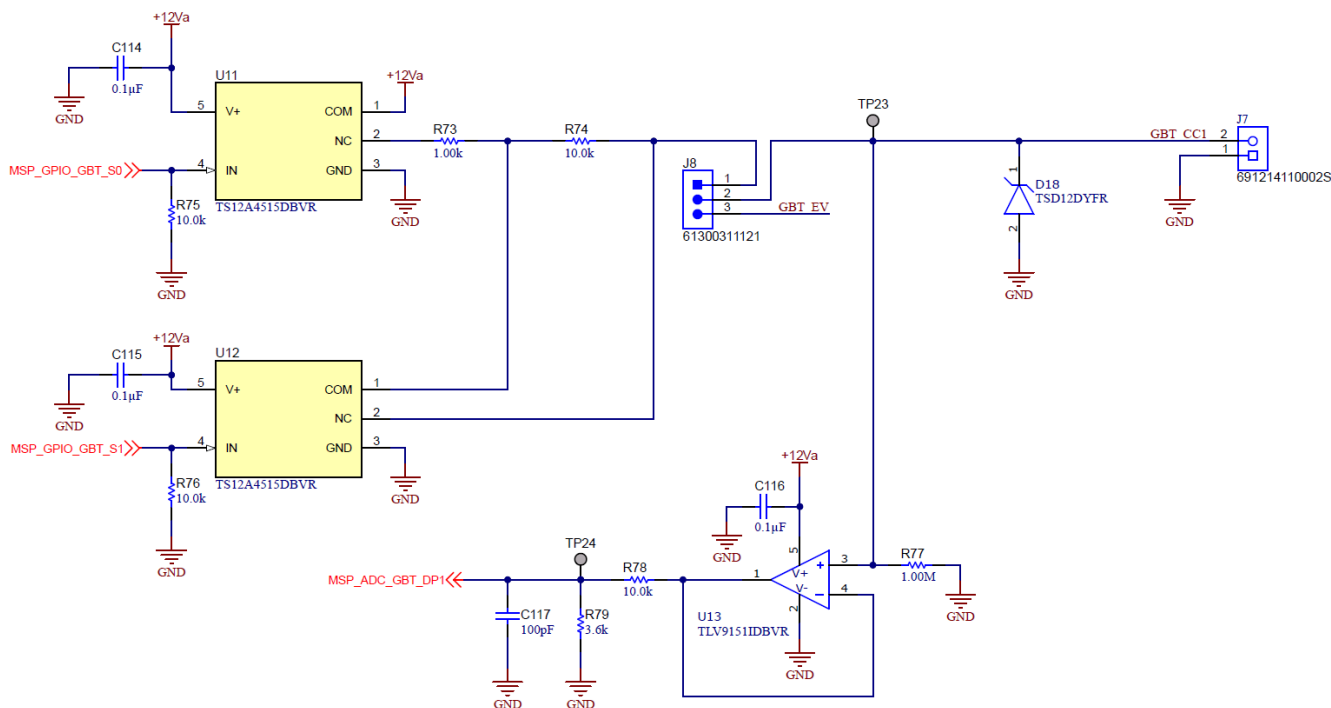 +12Va
C114
0.1µF
GND
U11
5
V+
COM
1
+12Va
NC
2
MSP_GPIO_GBT_S0
4
IN
GND
3
GND
TS12A4515DBVR
R75
10.0k
GND
R73
1.00k
R74
10.0k
J8
1
2
3
GBT_EV
61300311121
TP23
GBT_CC1
J7
2
1
691214110002S
GND
1
D18
TSD12DYFR
2
GND
+12Va
C115
0.1µF
GND
U12
5
V+
COM
1
NC
2
MSP_GPIO_GBT_S1
4
IN
GND
3
GND
TS12A4515DBVR
R76
10.0k
GND
+12Va
C116
0.1µF
GND
5
V+
V-
2
+
3
-
4
1
U13
TLV9151IDBVR
GND
R77
1.00M
GND
MSP_ADC_GBT_DP1
TP24
R78
10.0k
C117
100pF
GND
R79
3.6k
GND